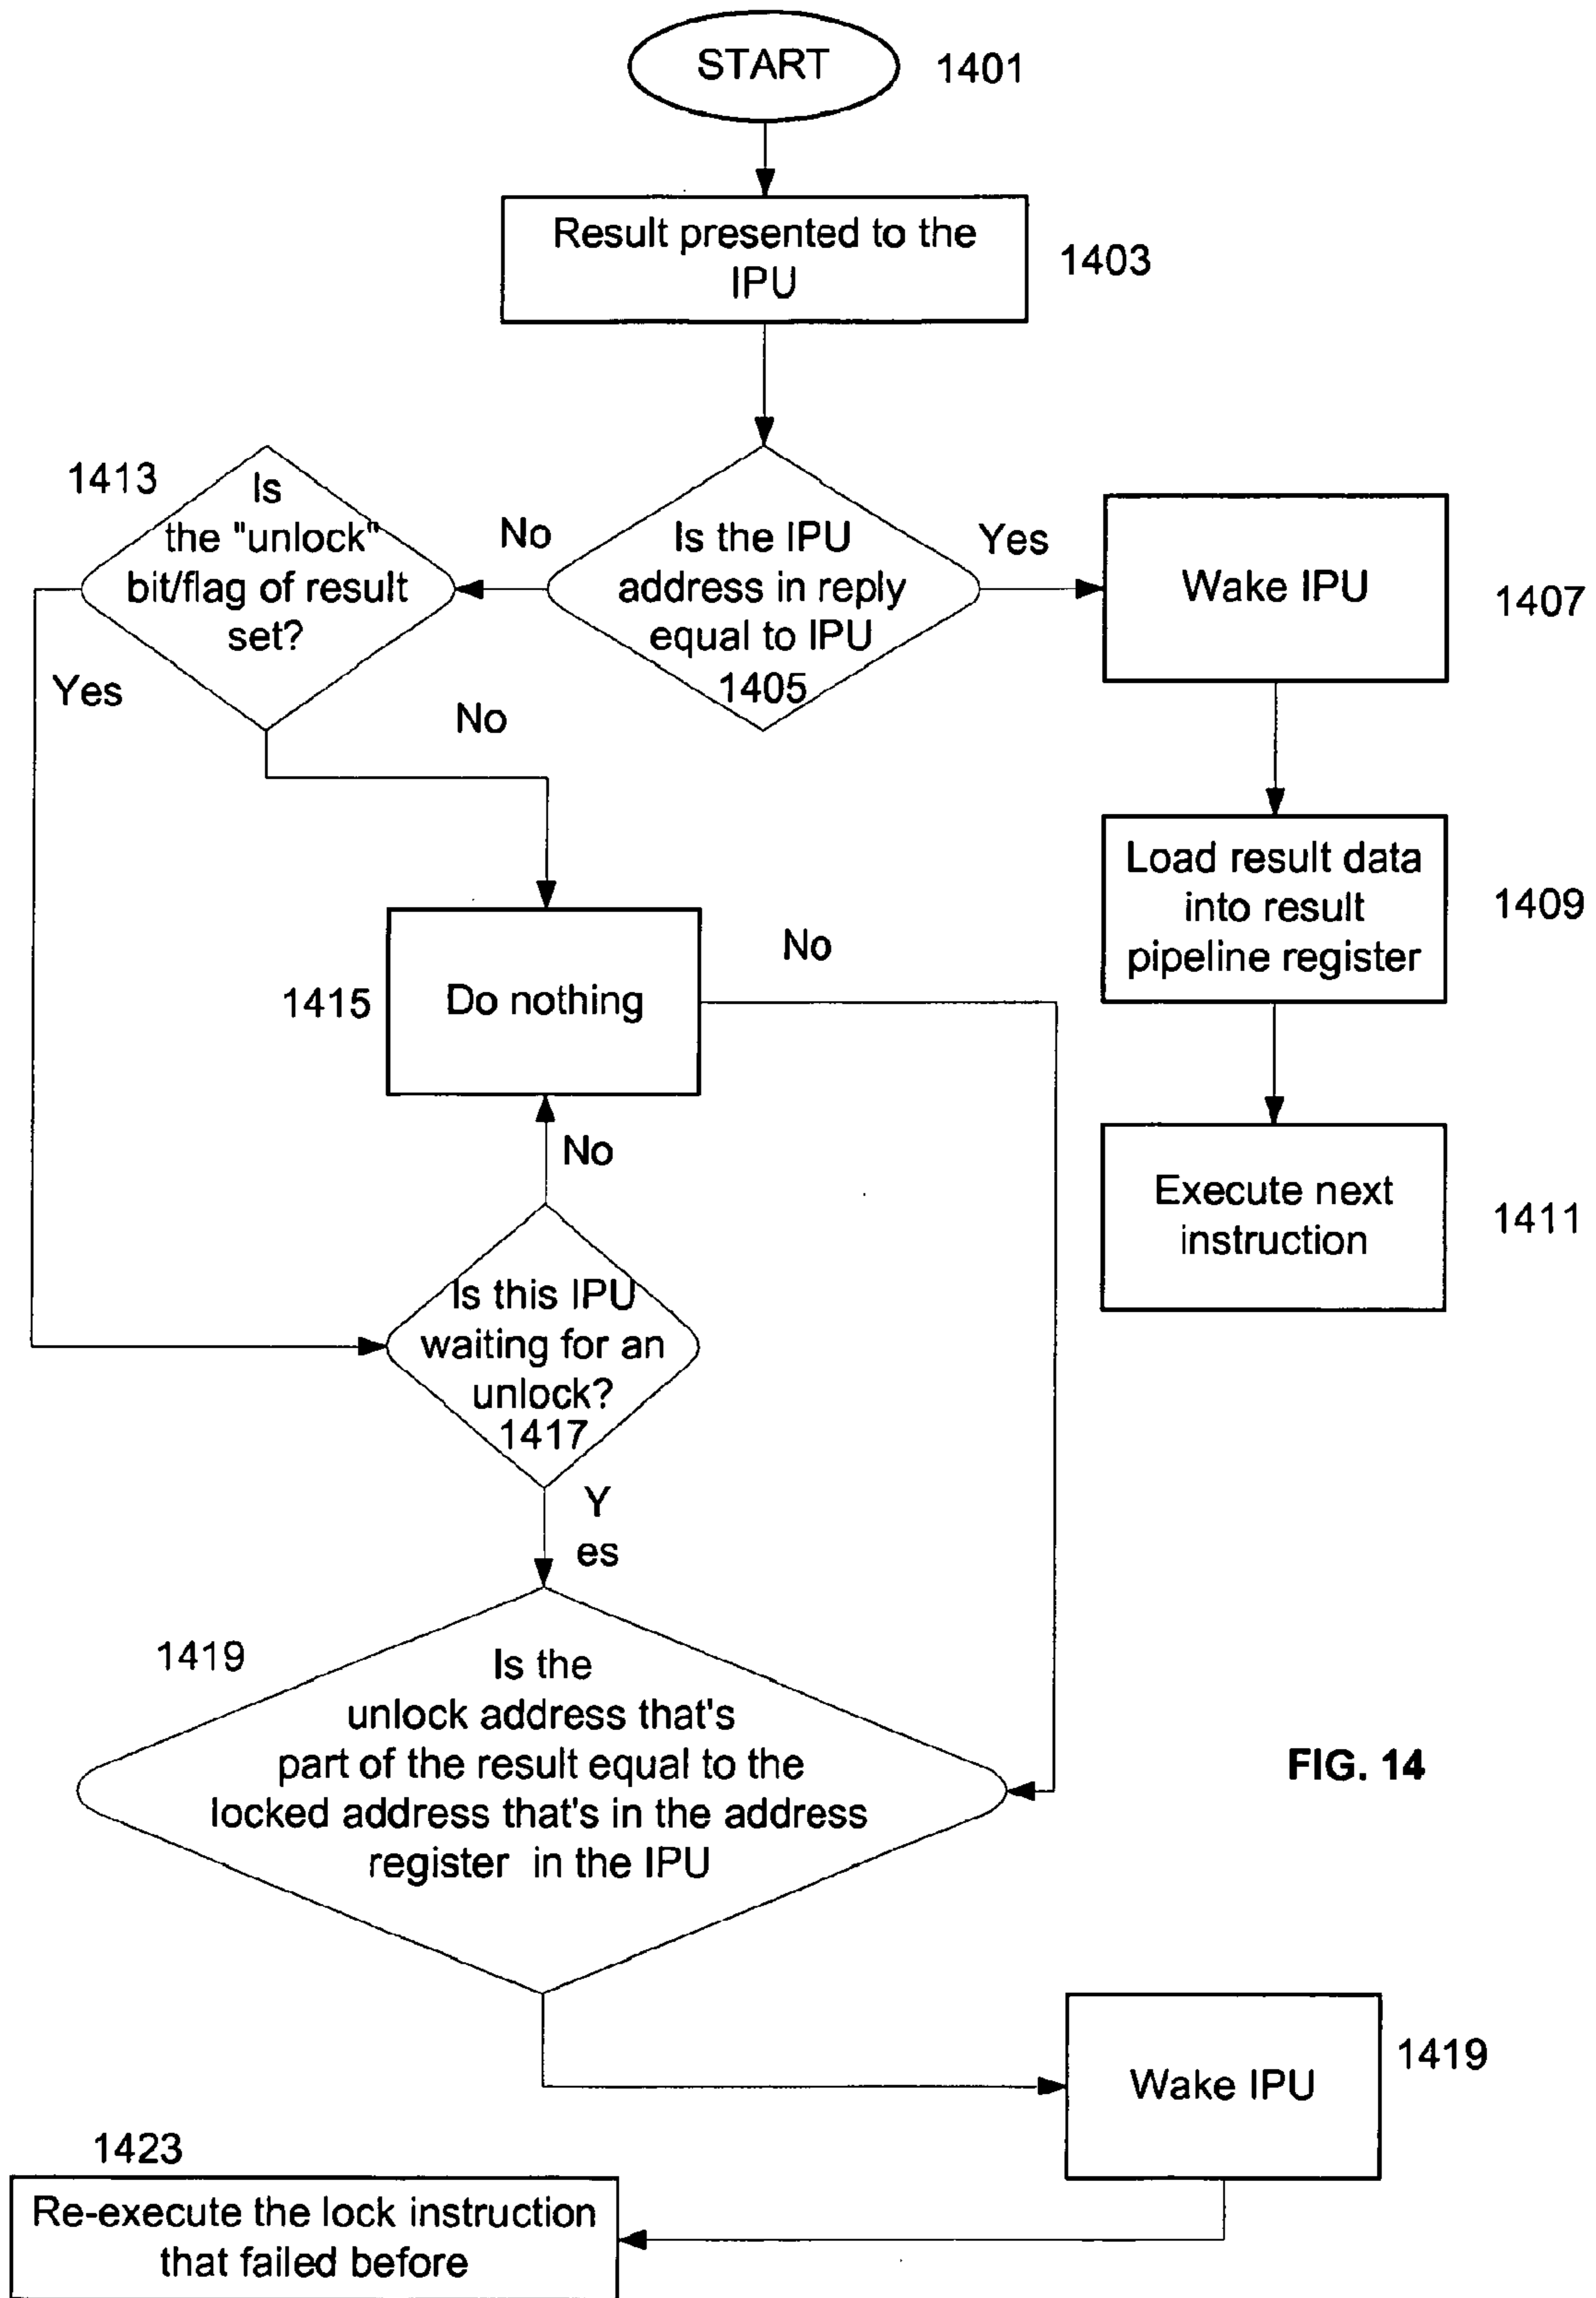 START
1401
Result presented to the
IPU
1403
1413
Is
the "unlock"
bit/flag of result
set?
No
Is the IPU
address in reply
equal to IPU
1405
Yes
Wake IPU
1407
Yes
No
Load result data
into result
pipeline register
1409
No
1415
Do nothing
No
Execute next
instruction
1411
Is this IPU
waiting for an
unlock?
1417
Y
es
1419
Is the
unlock address that's
part of the result equal to the
locked address that's in the address
register in the IPU
FIG. 14
Wake IPU
1419
1423
Re-execute the lock instruction
that failed before